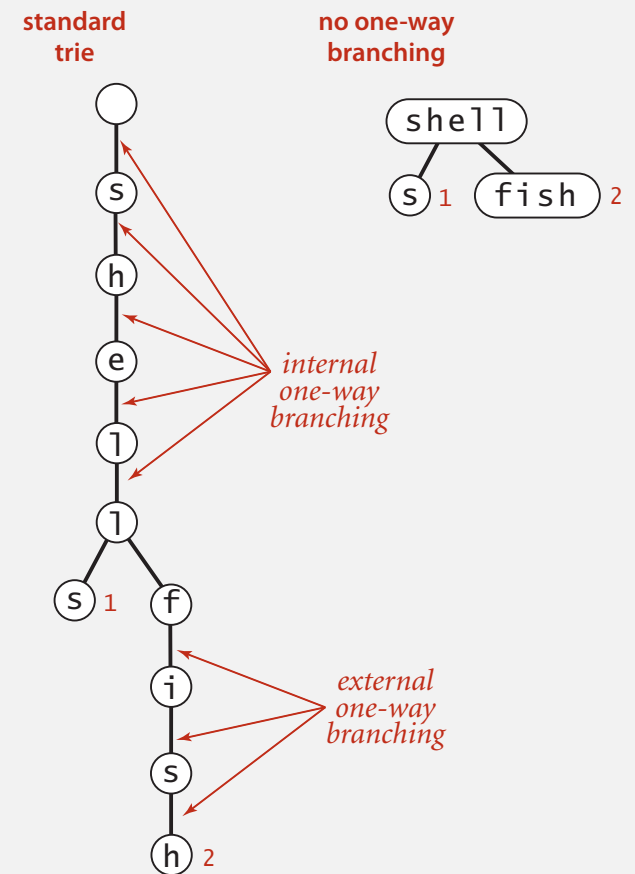 standard
trie
no one-way
branching
shell
s 1 fish 2
s
h
e
l
l
internal
one-way
branching
s 1 f
i
s
h 2
external
one-way
branching